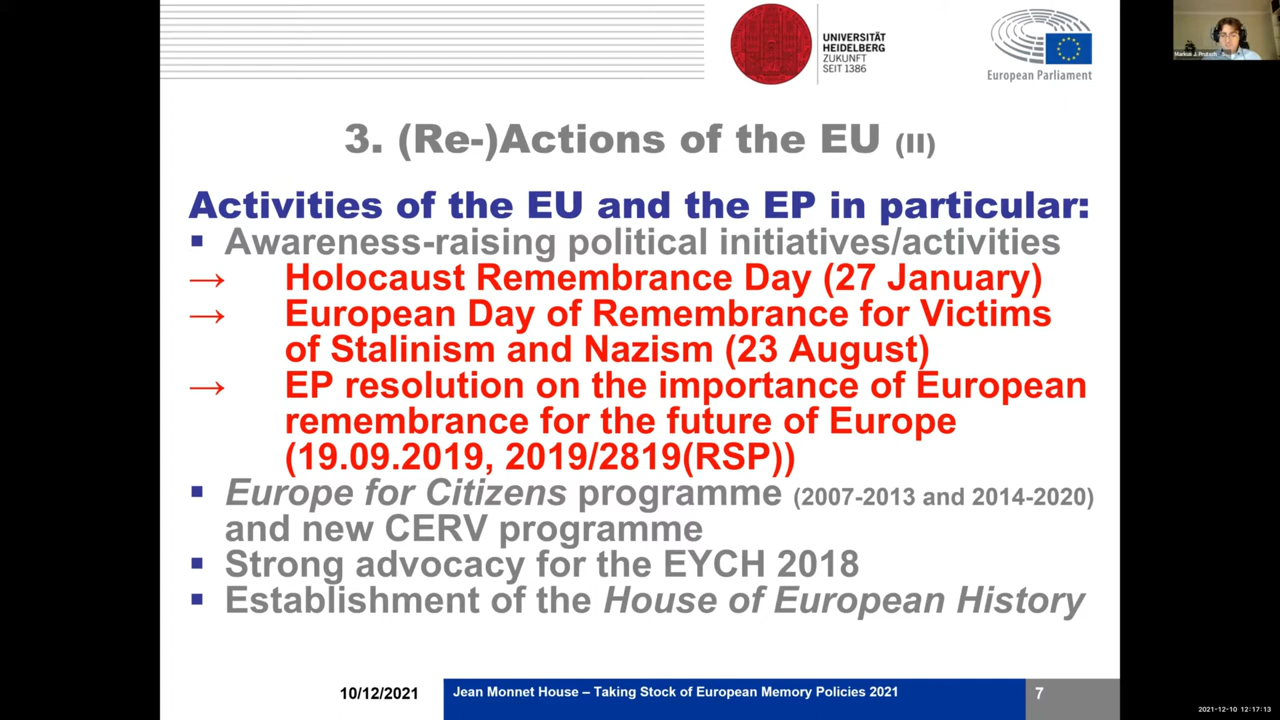 UNIVERSITÄT
HEIDELBERG
ZUKUNFT
SEIT 1386
European Parliament
Markus J. Prutsch
3. (Re-)Actions of the EU (II)
Activities of the EU and the EP in particular:
▪ Awareness-raising political initiatives/activities
→ Holocaust Remembrance Day (27 January)
→ European Day of Remembrance for Victims
of Stalinism and Nazism (23 August)
→ EP resolution on the importance of European
remembrance for the future of Europe
(19.09.2019, 2019/2819(RSP))
▪ Europe for Citizens programme (2007-2013 and 2014-2020)
and new CERV programme
▪ Strong advocacy for the EYCH 2018
▪ Establishment of the House of European History
10/12/2021
Jean Monnet House – Taking Stock of European Memory Policies 2021
7
2021-12-10 12:17:13